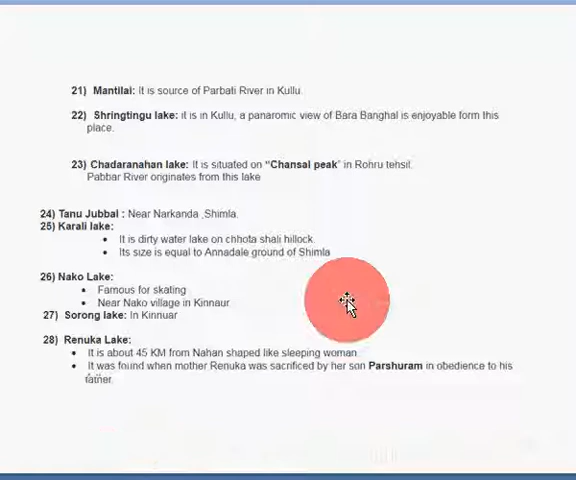 21) Mantilai: It is source of Parbati River in Kullu.
22) Shringtingu lake: it is in Kullu, a panaromic view of Bara Banghal is enjoyable form this
place.
23) Chadaranahan lake: It is situated on “Chansal peak” in Rohru tehsil.
Pabbar River originates from this lake
24) Tanu Jubbal : Near Narkanda ,Shimla.
25) Karali lake:
• It is dirty water lake on chhota shali hillock.
• Its size is equal to Annadale ground of Shimla
26) Nako Lake:
• Famous for skating
• Near Nako village in Kinnaur.
27) Sorong lake: In Kinnuar
28) Renuka Lake:
• It is about 45 KM from Nahan shaped like sleeping woman.
• It was found when mother Renuka was sacrificed by her son Parshuram in obedience to his
father.